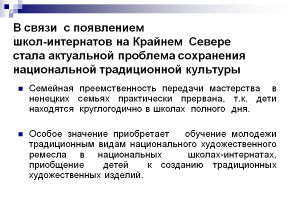 В связи с появлением
школ-интернатов на Крайнем Севере
стала актуальной проблема сохранения
национальной традиционной культуры
Семейная преемственность передачи мастерства в
ненецких семьях практически прервана, т.к. дети
находятся круглогодично в школах полного дня.
Особое значение приобретает обучение молодежи
традиционным видам национального художественного
ремесла в национальных школах-интернатах,
приобщение детей к созданию традиционных
художественных изделий.